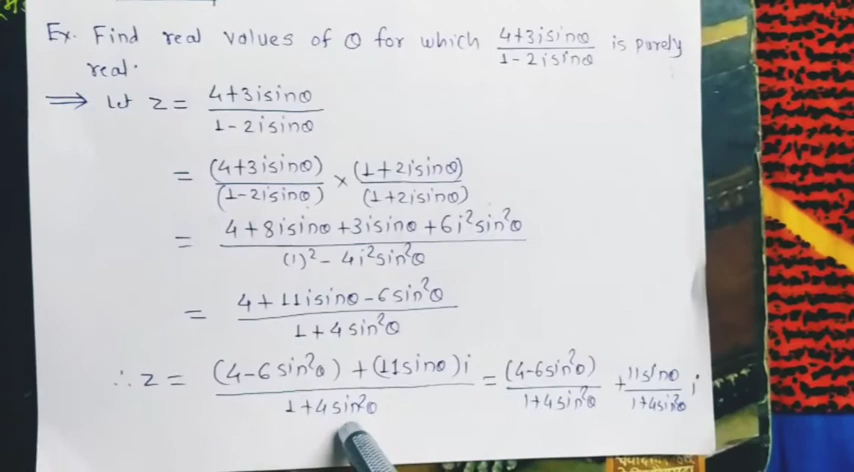 Ex. Find real values of θ for which (4+3isinθ)/(1-2isinθ) is purely
real.
⟹ Let z = (4+3isinθ)/(1-2isinθ)
= (4+3isinθ)/(1-2isinθ) × (1+2isinθ)/(1+2isinθ)
= (4+8isinθ+3isinθ+6i²sin²θ)/((1)²-4i²sin²θ)
= (4+11isinθ-6sin²θ)/(1+4sin²θ)
∴ z = ((4-6sin²θ)+(11sinθ)i)/(1+4sin²θ) = (4-6sin²θ)/(1+4sin²θ) + (11sinθ)/(1+4sin²θ) i